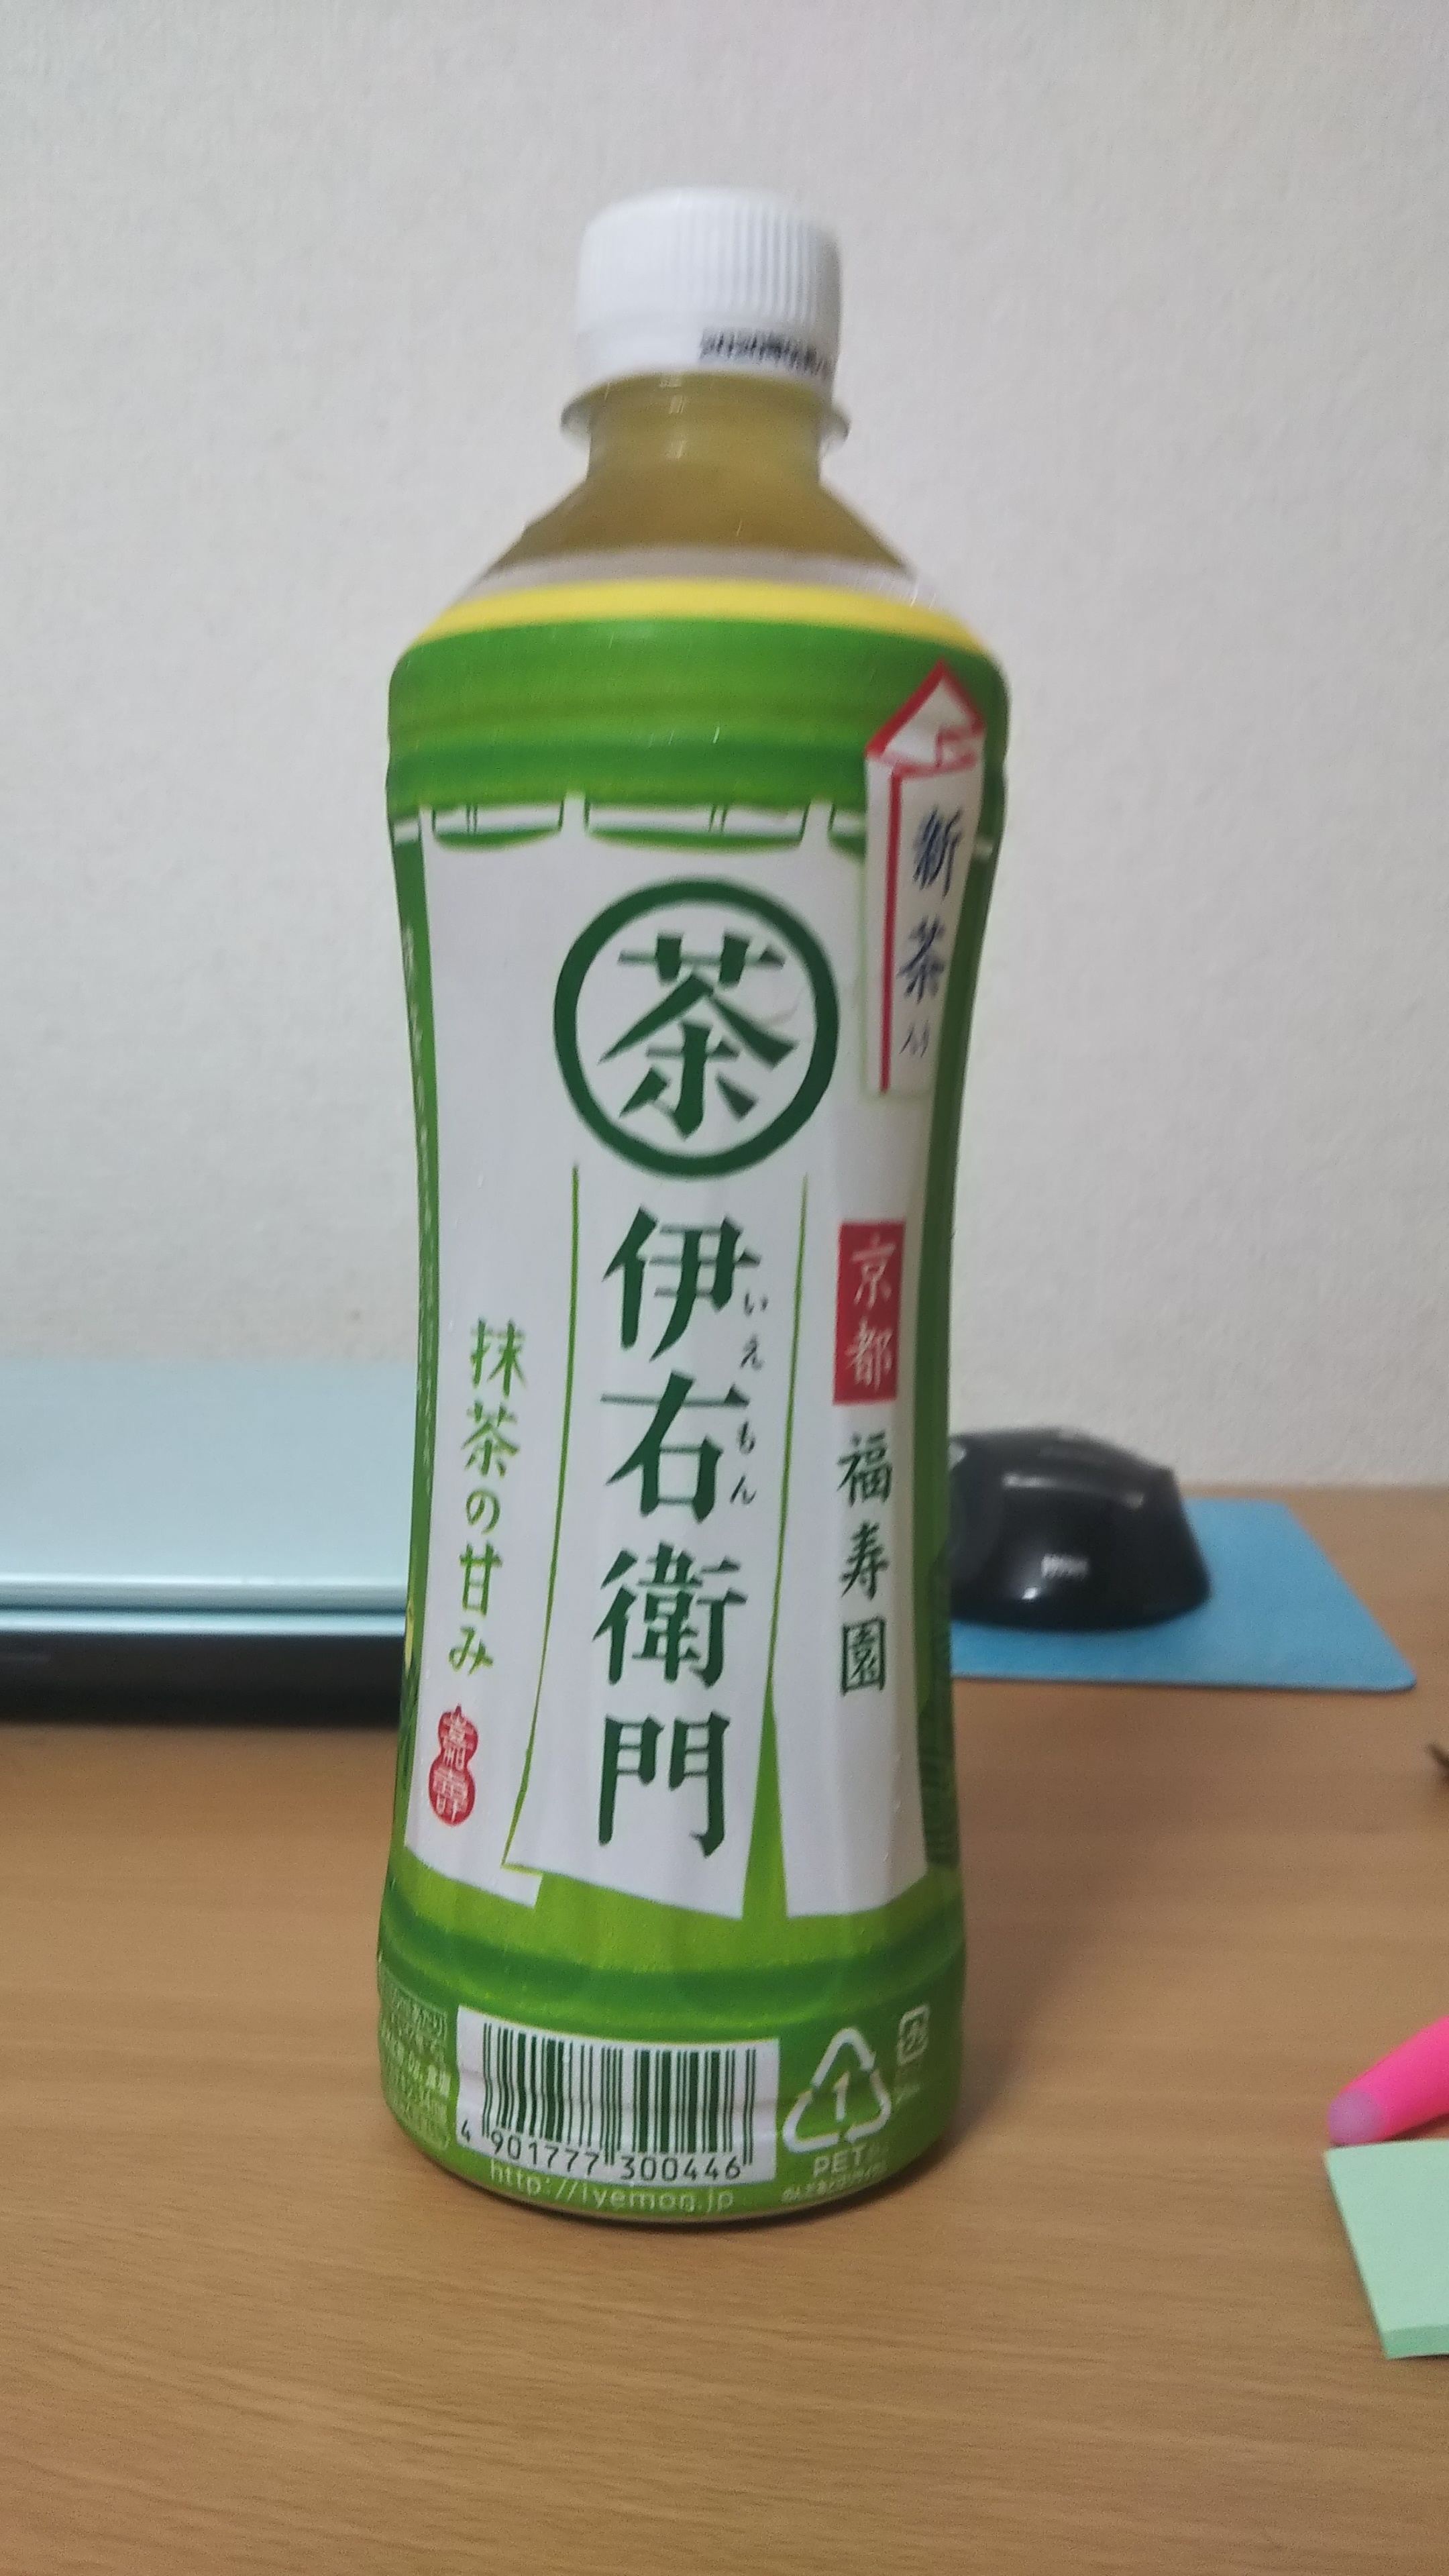 新茶入り
茶
京都
福寿園
伊右衛門
いえもん
抹茶の甘み
4 901777 300446
http://iyemon.jp
1
PET